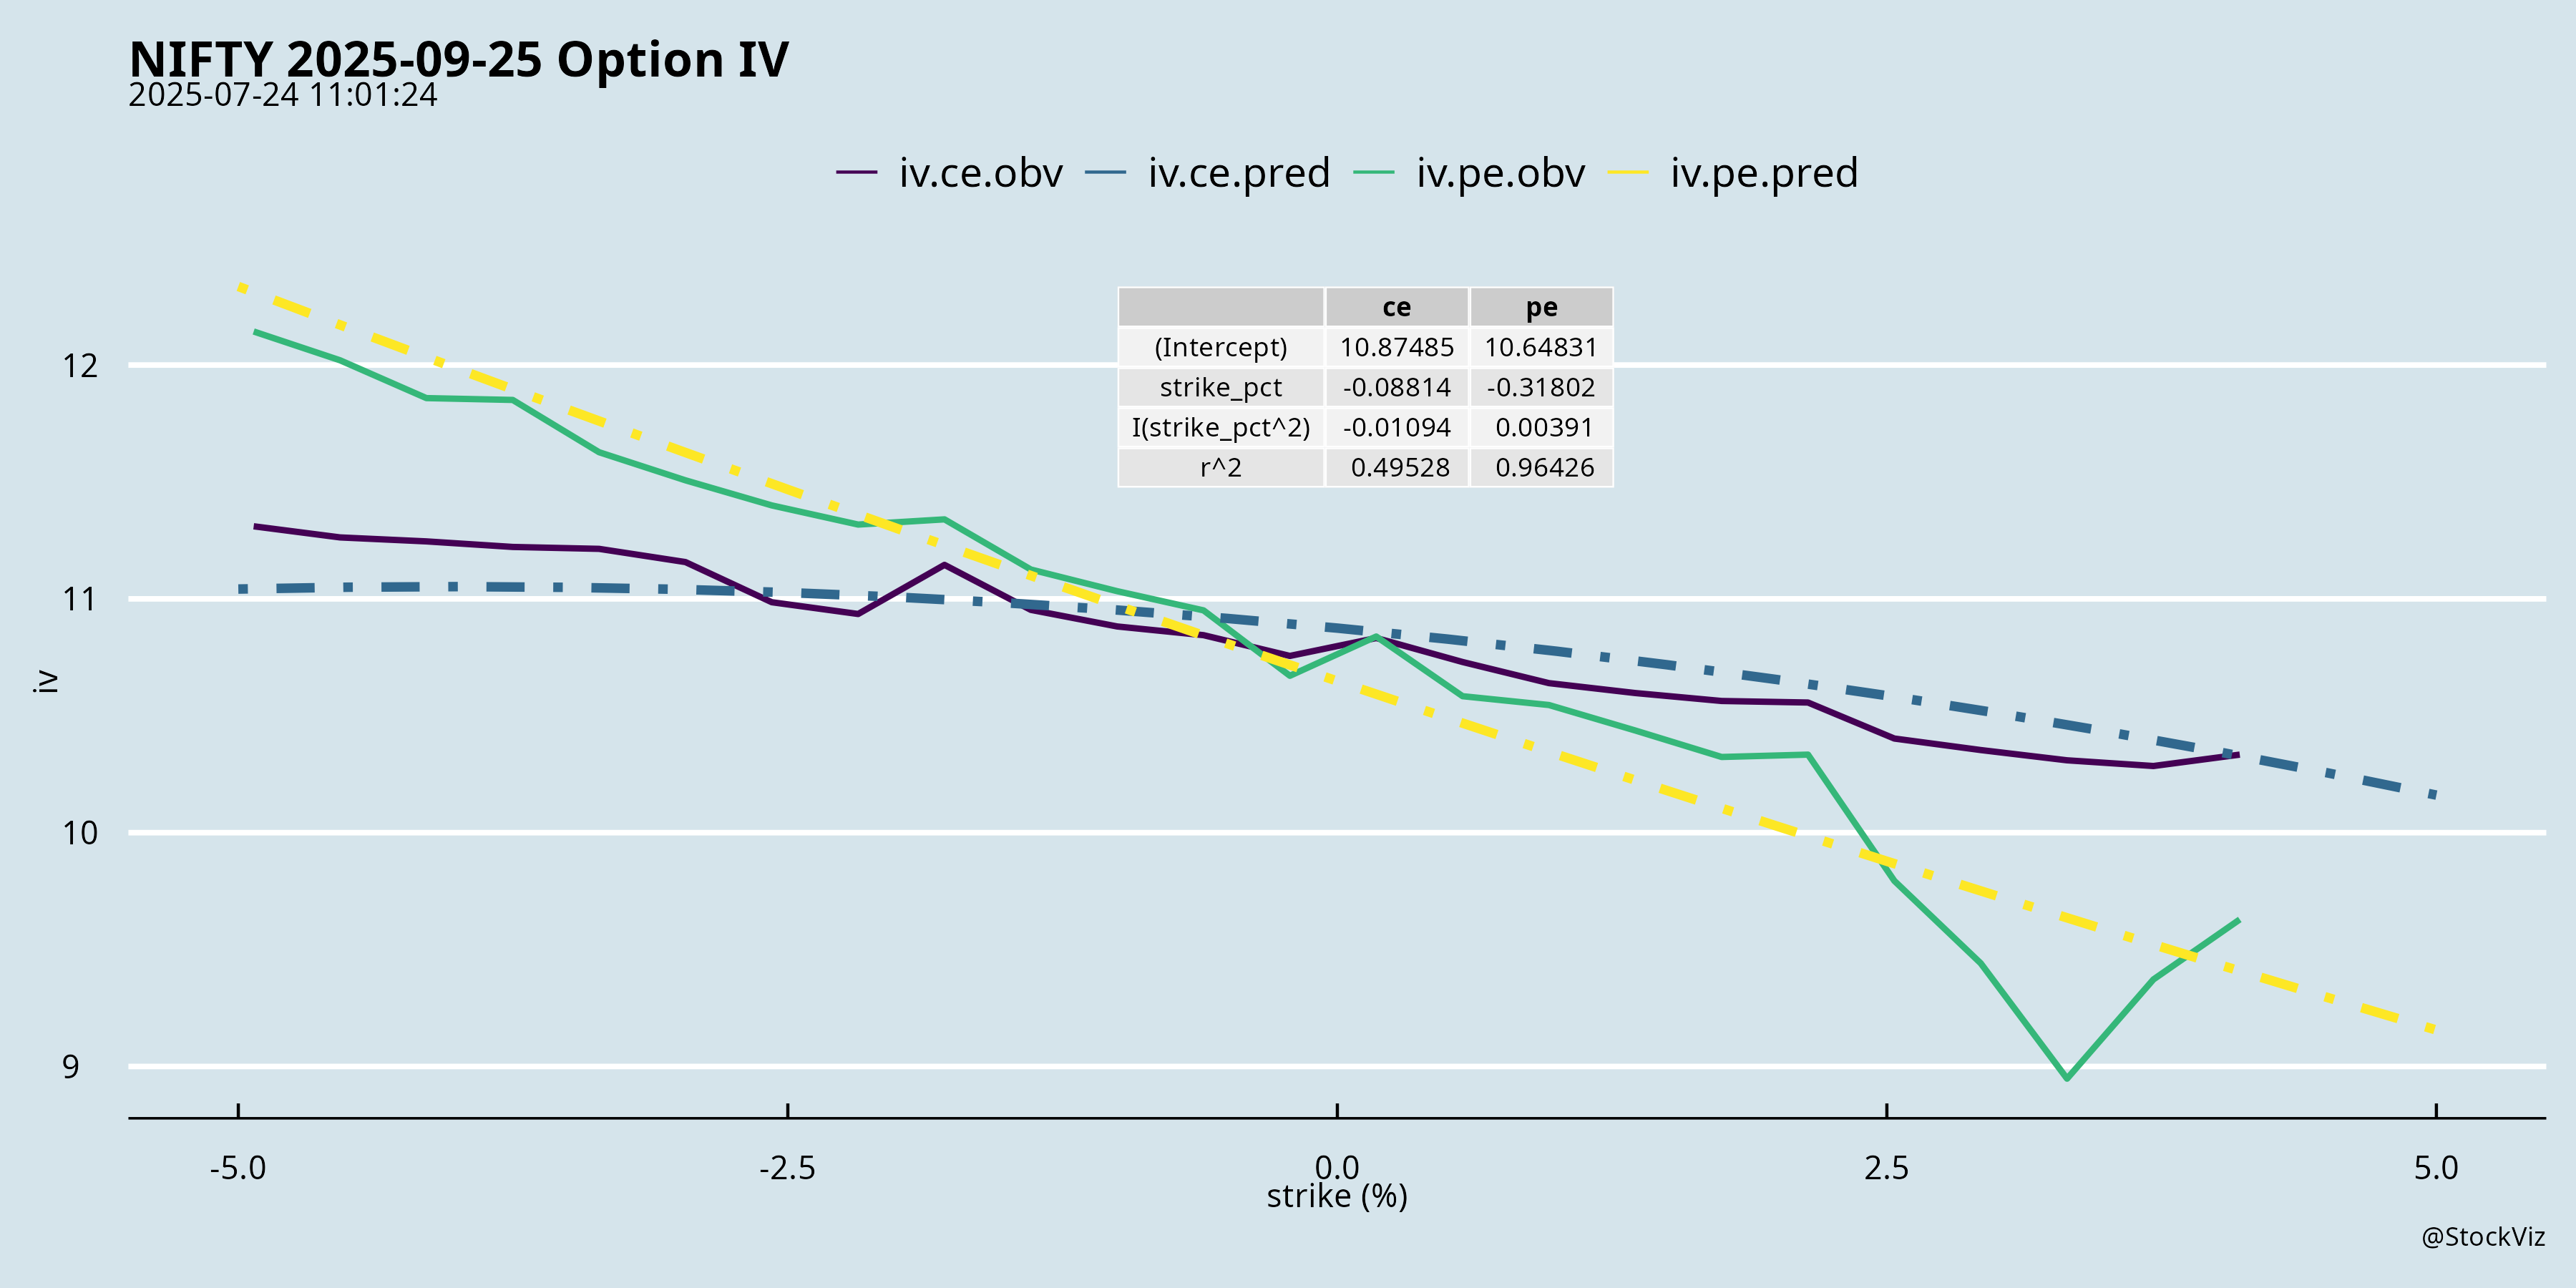 NIFTY 2025-09-25 Option IV
2025-07-24 11:01:24
iv.ce.obv iv.ce.pred iv.pe.obv iv.pe.pred
ce pe
(Intercept) 10.87485 10.64831
strike_pct -0.08814 -0.31802
I(strike_pct^2) -0.01094 0.00391
r^2 0.49528 0.96426
12
11
10
9
iv
-5.0 -2.5 0.0 2.5 5.0
strike (%)
@StockViz